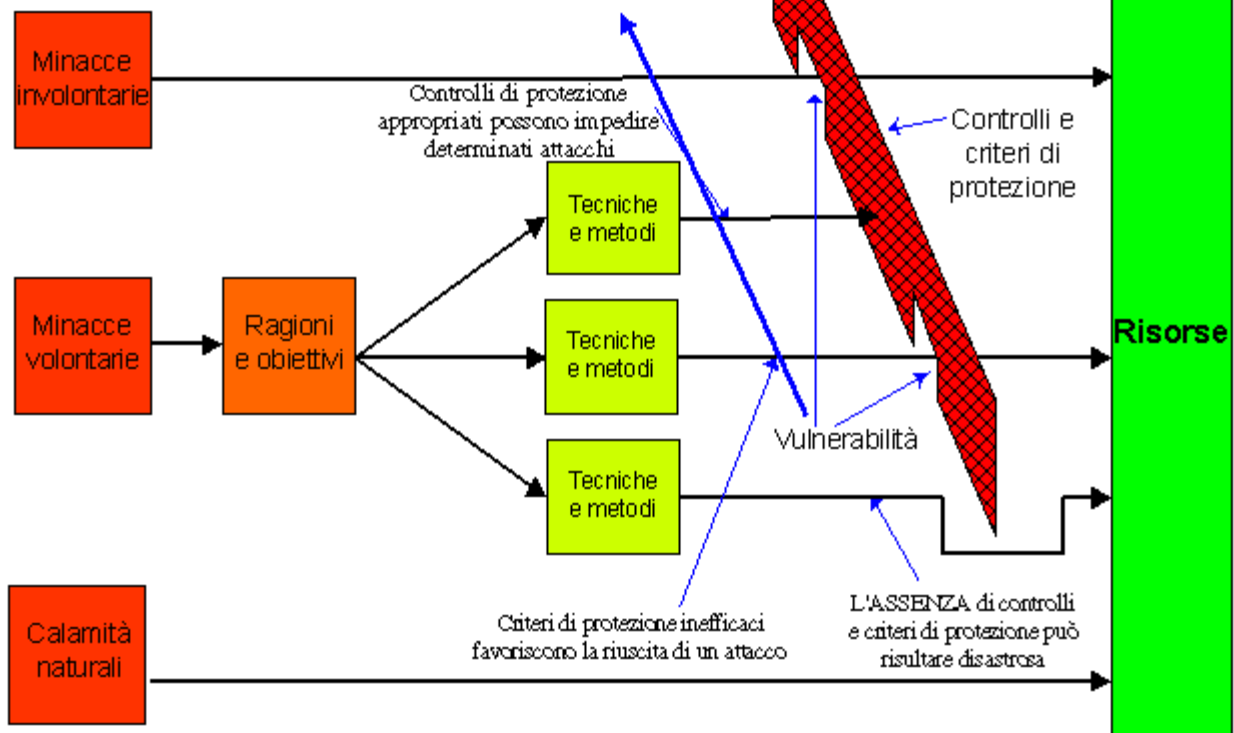 Minacce
involontarie
Controlli di protezione
appropriati possono impedire
determinati attacchi
Controlli e
criteri di
protezione
Tecniche
e metodi
Minacce
volontarie
Ragioni
e obiettivi
Tecniche
e metodi
Risorse
Vulnerabilità
Tecniche
e metodi
Criteri di protezione inefficaci
favoriscono la riuscita di un attacco
L'ASSENZA di controlli
e criteri di protezione può
risultare disastrosa
Calamità
naturali